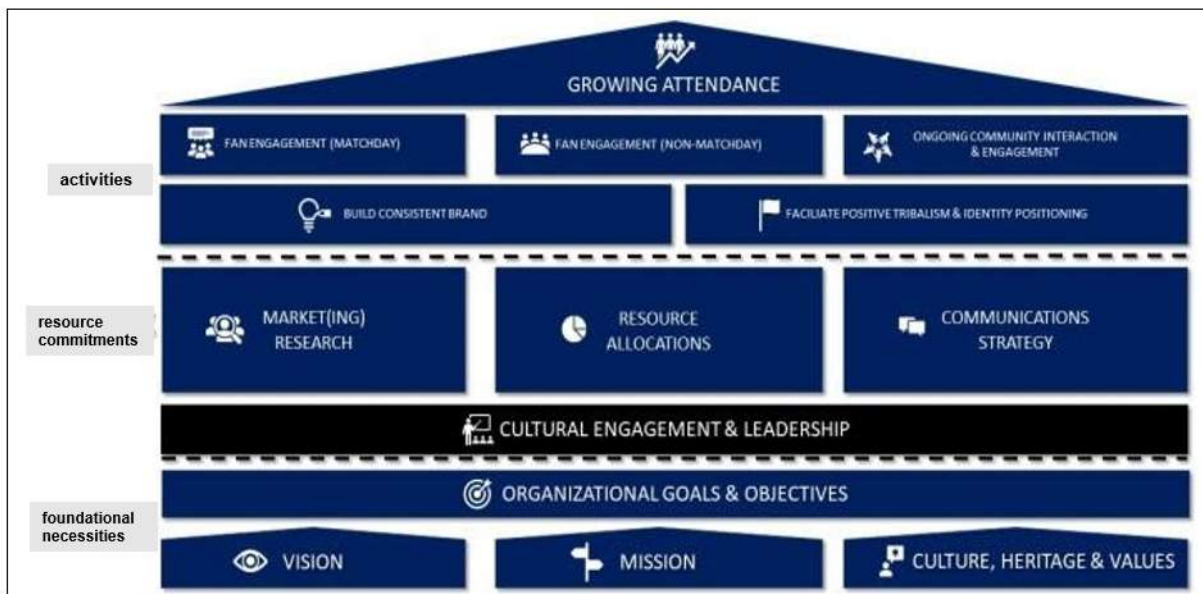 GROWING ATTENDANCE
FAN ENGAGEMENT (MATCHDAY)
FAN ENGAGEMENT (NON-MATCHDAY)
ONGOING COMMUNITY INTERACTION
& ENGAGEMENT
activities
BUILD CONSISTENT BRAND
FACILIATE POSITIVE TRIBALISM & IDENTITY POSITIONING
resource
commitments
MARKET(ING)
RESEARCH
RESOURCE
ALLOCATIONS
COMMUNICATIONS
STRATEGY
CULTURAL ENGAGEMENT & LEADERSHIP
ORGANIZATIONAL GOALS & OBJECTIVES
foundational
necessities
VISION
MISSION
CULTURE, HERITAGE & VALUES